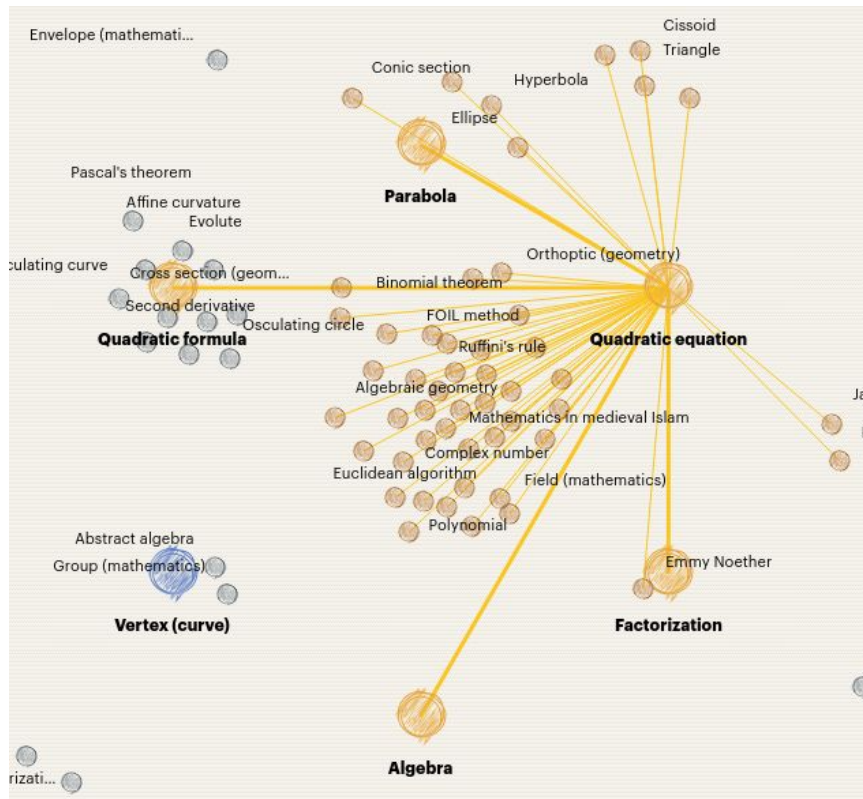 Cissoid
Envelope (mathemati...
Triangle
Conic section
Hyperbola
Ellipse
Pascal's theorem
Parabola
Affine curvature
Evolute
Orthoptic (geometry)
culating curve
Cross section (geom...
Binomial theorem
Second derivative
FOIL method
Osculating circle
Quadratic formula
Quadratic equation
Ruffini's rule
Algebraic geometry
Ja
Mathematics in medieval Islam
Complex number
Euclidean algorithm
Field (mathematics)
Polynomial
Abstract algebra
Group (mathematics)
Emmy Noether
Vertex (curve)
Factorization
Algebra
rizati...